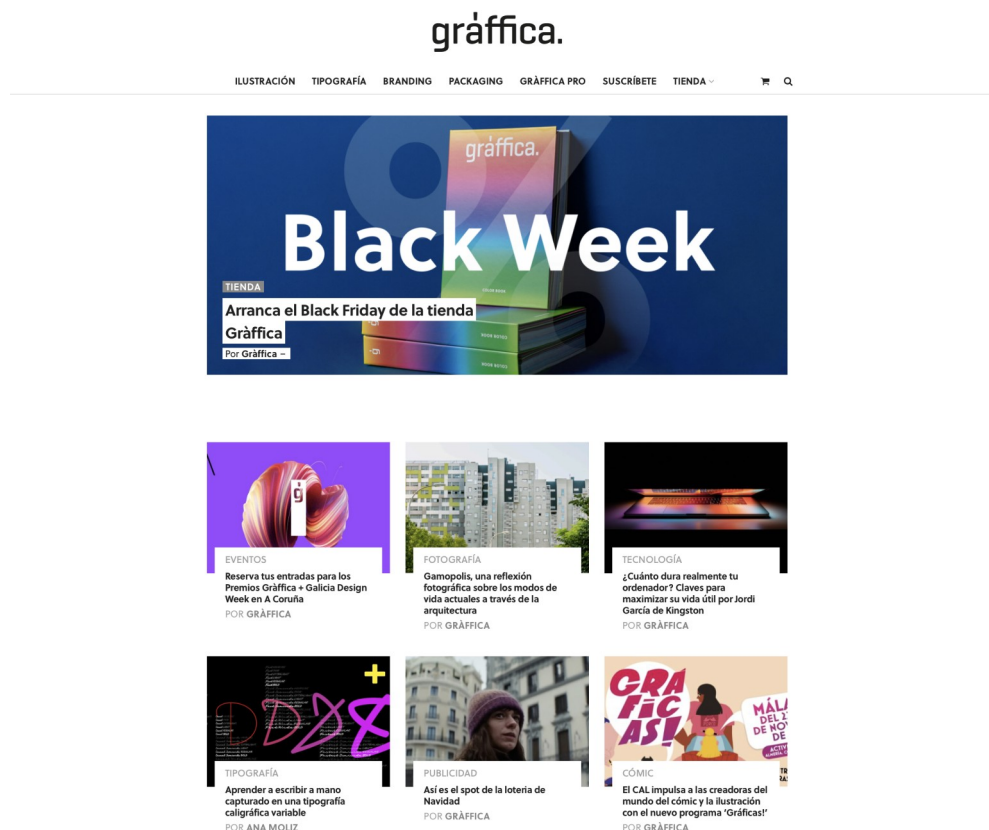 gràffica.
ILUSTRACIÓN TIPOGRAFÍA BRANDING PACKAGING GRÀFFICA PRO SUSCRÍBETE TIENDA
gràffica.
Black Week
TIENDA
Arranca el Black Friday de la tienda
Gràffica
Por Gràffica –
EVENTOS
Reserva tus entradas para los
Premios Gràffica + Galicia Design
Week en A Coruña
POR GRÀFFICA
FOTOGRAFÍA
Gamopolis, una reflexión
fotográfica sobre los modos de
vida actuales a través de la
arquitectura
POR GRÀFFICA
TECNOLOGÍA
¿Cuánto dura realmente tu
ordenador? Claves para
maximizar su vida útil por Jordi
García de Kingston
POR GRÀFFICA
TIPOGRAFÍA
Aprender a escribir a mano
capturado en una tipografía
caligráfica variable
POR ANA MOLIZ
PUBLICIDAD
Así es el spot de la loteria de
Navidad
POR GRÀFFICA
GRA
FIC
AS!
CÓMIC
El CAL impulsa a las creadoras del
mundo del cómic y la ilustración
con el nuevo programa ‘Gráficas!’
POR GRÀFFICA